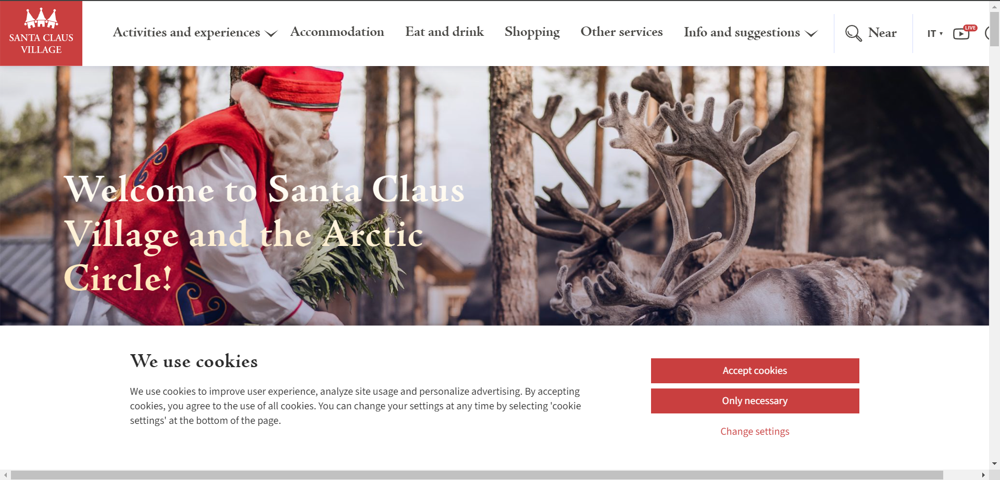 SANTA CLAUS
VILLAGE
Activities and experiences
Accommodation
Eat and drink
Shopping
Other services
Info and suggestions
Near
IT
LIVE
Welcome to Santa Claus
Village and the Arctic
Circle!
We use cookies
We use cookies to improve user experience, analyze site usage and personalize advertising. By accepting
cookies, you agree to the use of all cookies. You can change your settings at any time by selecting 'cookie
settings' at the bottom of the page.
Accept cookies
Only necessary
Change settings